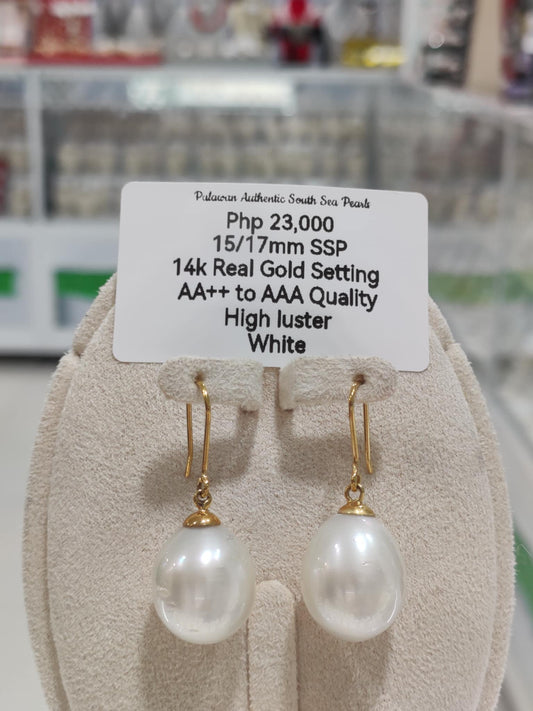 Palawan Authentic South Sea Pearls
Php 23,000
15/17mm SSP
14k Real Gold Setting
AA++ to AAA Quality
High luster
White